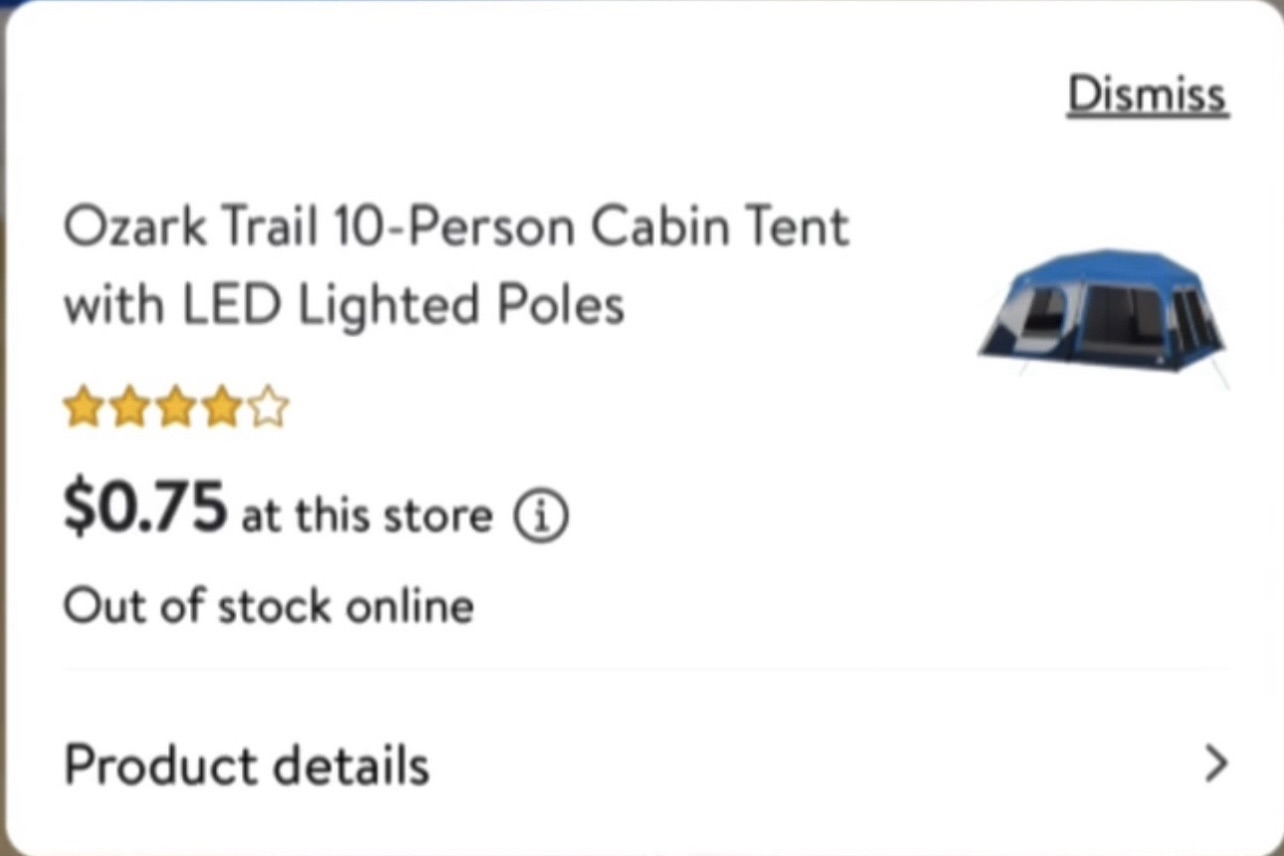 Dismiss
Ozark Trail 10-Person Cabin Tent
with LED Lighted Poles
$0.75 at this store
Out of stock online
Product details